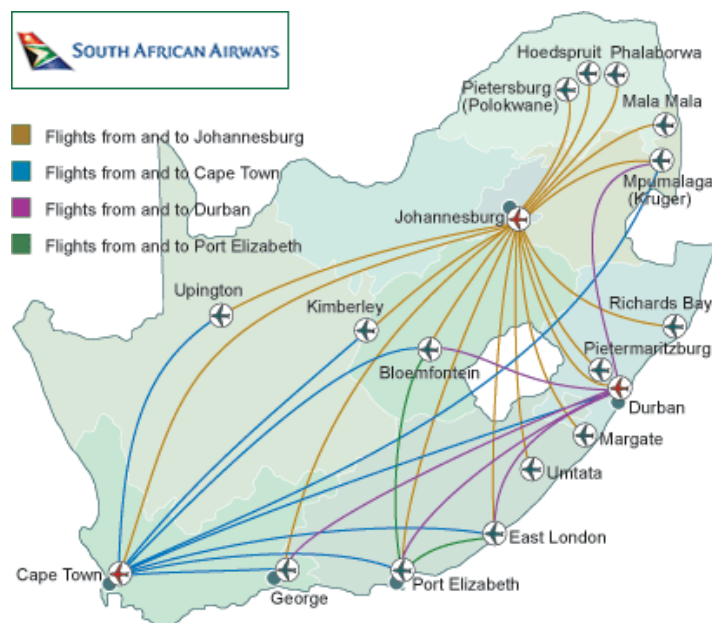 SOUTH AFRICAN AIRWAYS
Flights from and to Johannesburg
Flights from and to Cape Town
Flights from and to Durban
Flights from and to Port Elizabeth
Hoedspruit
Phalaborwa
Pietersburg
(Polokwane)
Mala Mala
Mpumalaga
(Kruger)
Johannesburg
Upington
Kimberley
Richards Bay
Bloemfontein
Pietermaritzburg
Durban
Margate
Umtata
East London
Cape Town
George
Port Elizabeth